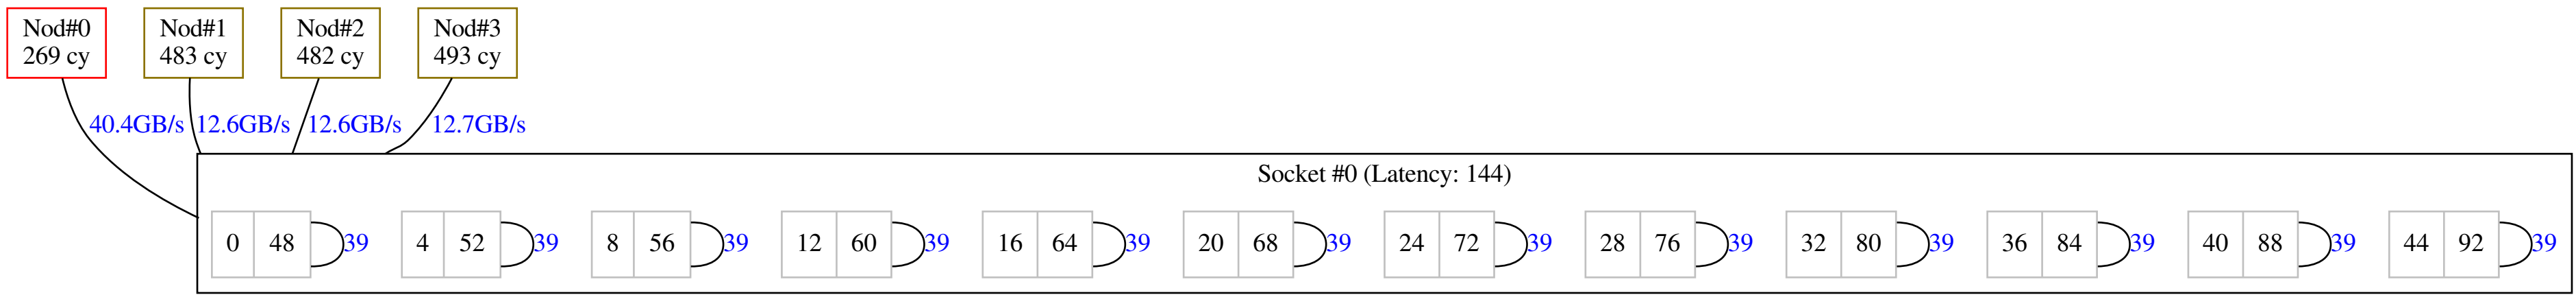 Nod#0
269 cy
Nod#1
483 cy
Nod#2
482 cy
Nod#3
493 cy
40.4GB/s
12.6GB/s
12.6GB/s
12.7GB/s
Socket #0 (Latency: 144)
0 48 39
4 52 39
8 56 39
12 60 39
16 64 39
20 68 39
24 72 39
28 76 39
32 80 39
36 84 39
40 88 39
44 92 39